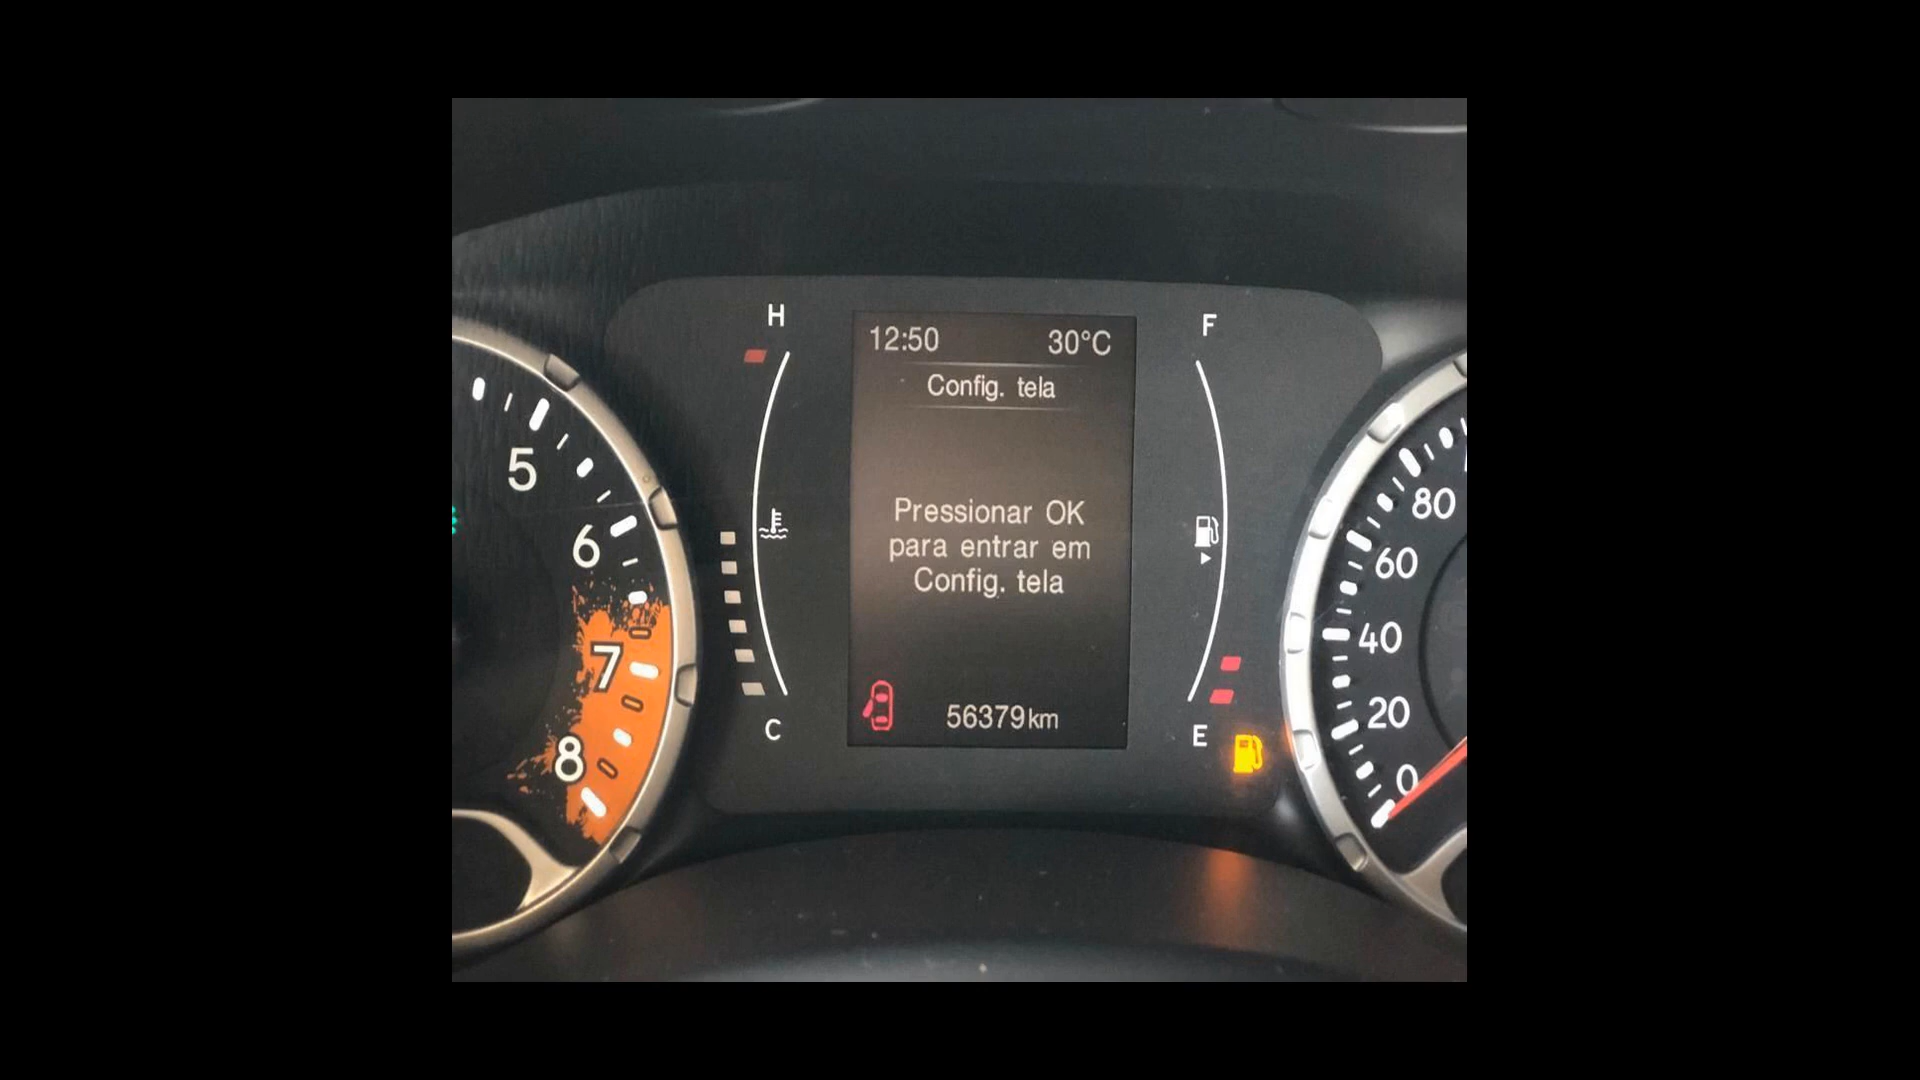 H
F
12:50 30°C
Config. tela
5
6
7
8
Pressionar OK
para entrar em
Config. tela
80
60
40
20
0
C
56379km
E